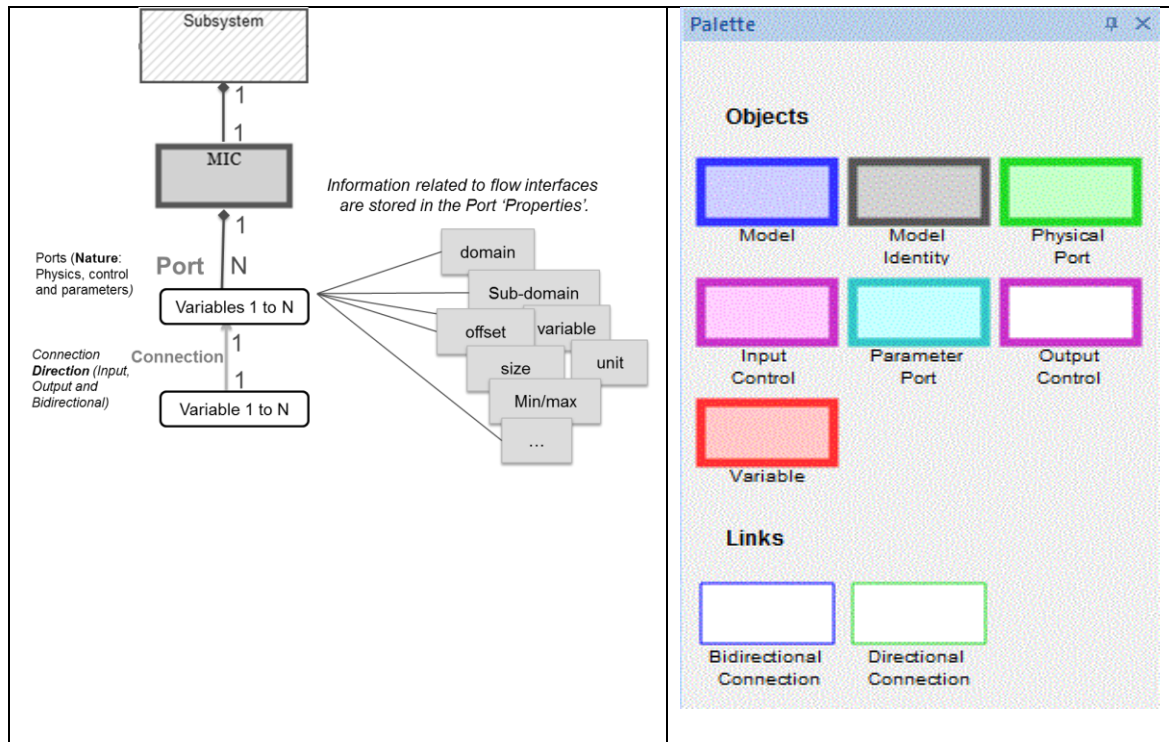 Subsystem
1
1
MIC
1
Information related to flow interfaces
are stored in the Port ‘Properties’.
Ports (Nature:
Physics, control
and parameters)
Port N
Variables 1 to N
domain
Sub-domain
offset
variable
size
unit
Min/max
...
Connection
Direction (Input,
Output and
Bidirectional)
Connection
1
1
Variable 1 to N
Palette
Objects
Model
Model
Identity
Physical
Port
Input
Control
Parameter
Port
Output
Control
Variable
Links
Bidirectional
Connection
Directional
Connection